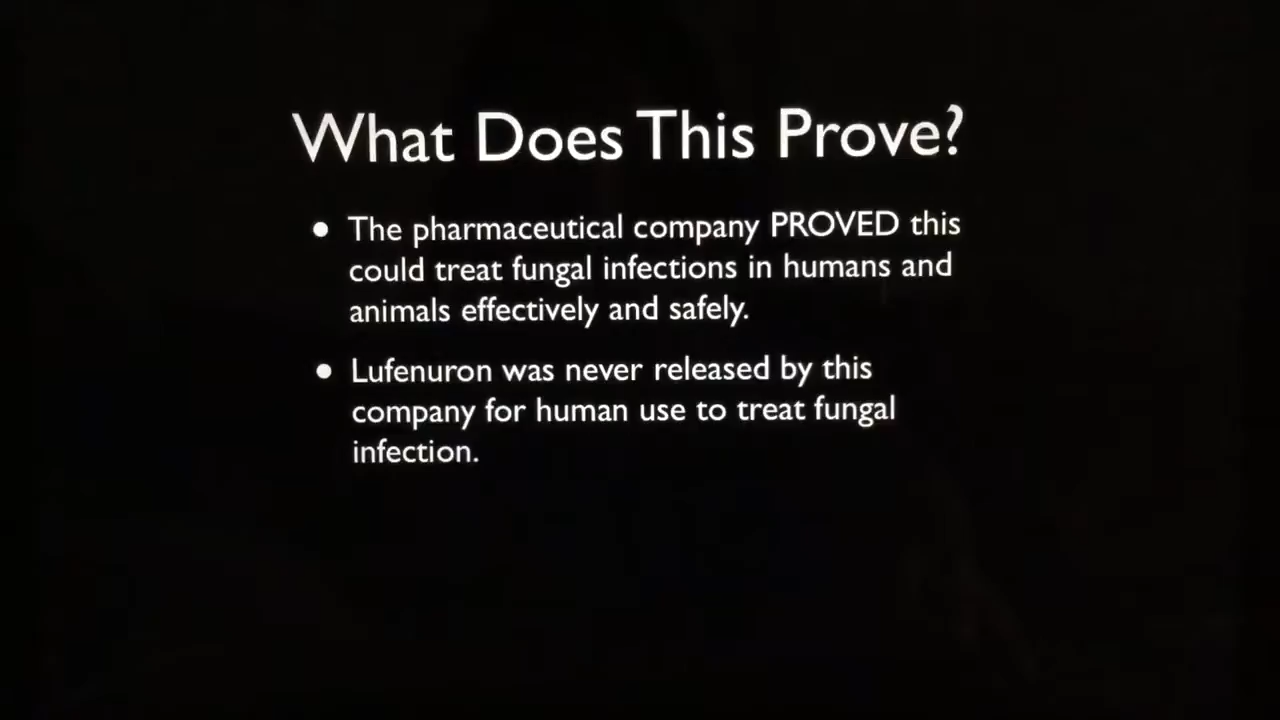 What Does This Prove?
• The pharmaceutical company PROVED this
could treat fungal infections in humans and
animals effectively and safely.
• Lufenuron was never released by this
company for human use to treat fungal
infection.